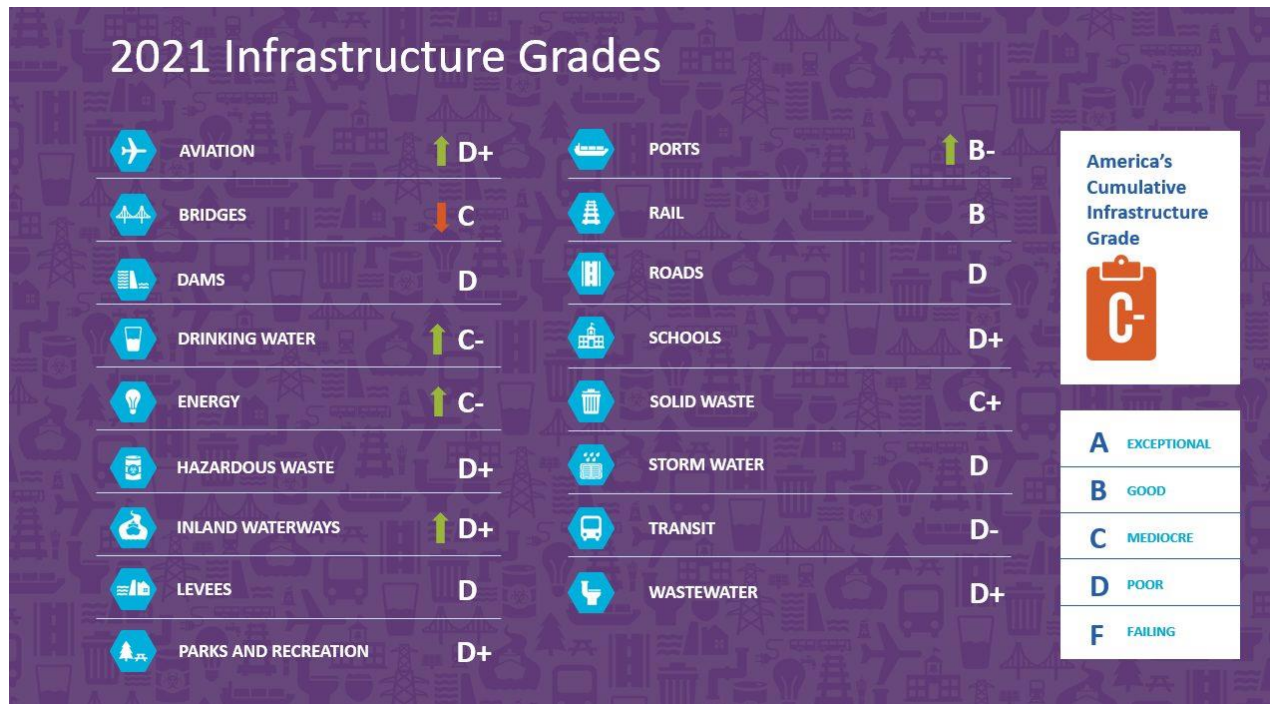 2021 Infrastructure Grades
AVIATION D+
BRIDGES C
DAMS D
DRINKING WATER C-
ENERGY C-
HAZARDOUS WASTE D+
INLAND WATERWAYS D+
LEVEES D
PARKS AND RECREATION D+
PORTS B-
RAIL B
ROADS D
SCHOOLS D+
SOLID WASTE C+
STORM WATER D
TRANSIT D-
WASTEWATER D+
America's
Cumulative
Infrastructure
Grade
C-
A EXCEPTIONAL
B GOOD
C MEDIOCRE
D POOR
F FAILING